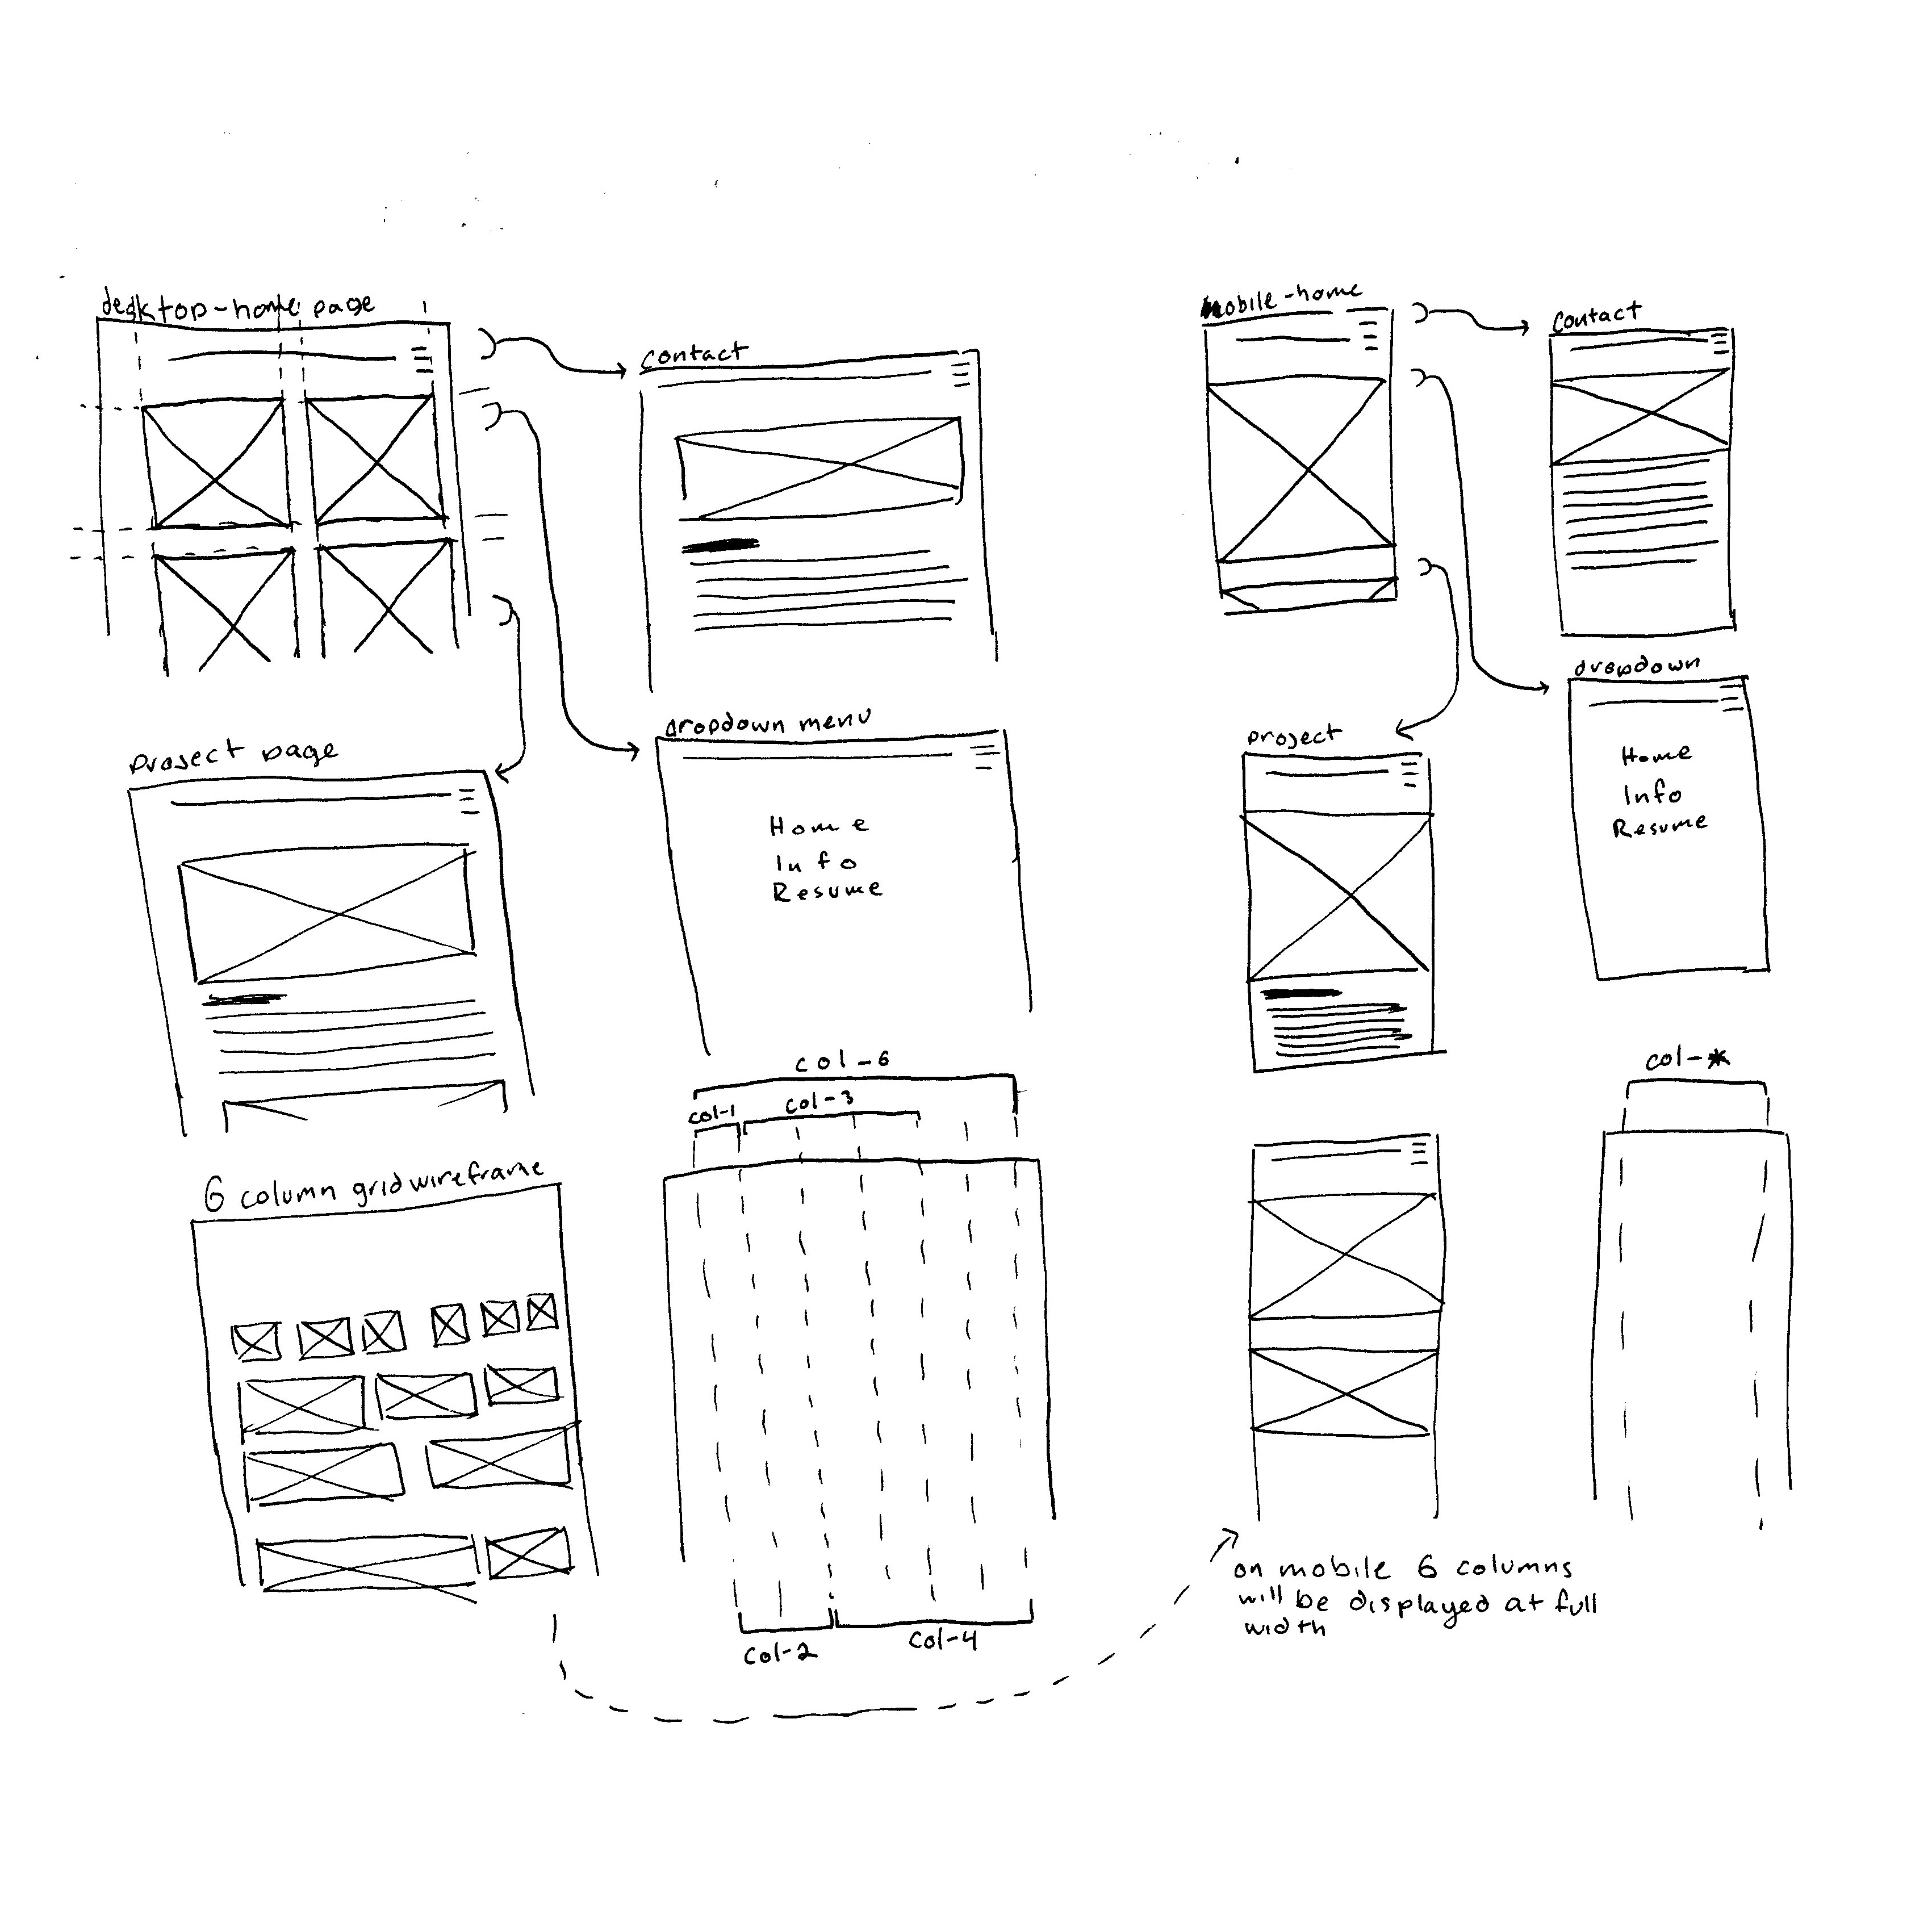 desktop-home page
contact
project page
dropdown menu
Home
Info
Resume
6 column grid wireframe
col-6
col-1
col-3
col-2
col-4
mobile-home
contact
project
dropdown
Home
Info
Resume
col-*
on mobile 6 columns
will be displayed at full
width